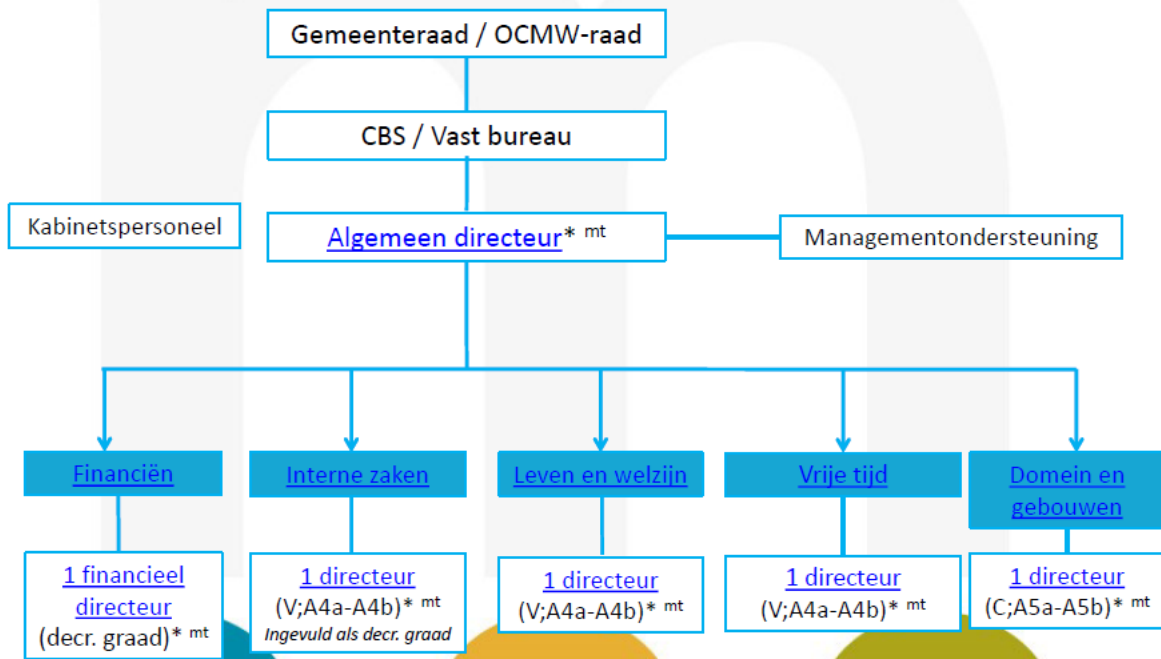 Gemeenteraad / OCMW-raad
CBS / Vast bureau
Kabinetspersoneel
Algemeen directeur* mt
Managementondersteuning
Financiën
Interne zaken
Leven en welzijn
Vrije tijd
Domein en
gebouwen
1 financieel
directeur
(decr. graad)* mt
1 directeur
(V;A4a-A4b)* mt
Ingevuld als decr. graad
1 directeur
(V;A4a-A4b)* mt
1 directeur
(V;A4a-A4b)* mt
1 directeur
(C;A5a-A5b)* mt